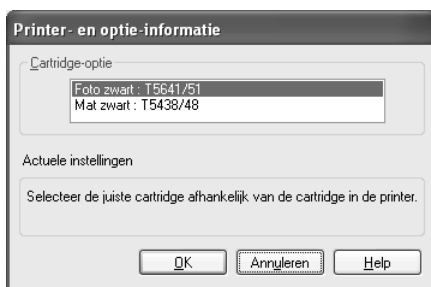 Printer- en optie-informatie
Cartridge-optie
Foto zwart : T5641/51
Mat zwart : T5438/48
Actuele instellingen
Selecteer de juiste cartridge afhankelijk van de cartridge in de printer.
OK Annuleren Help